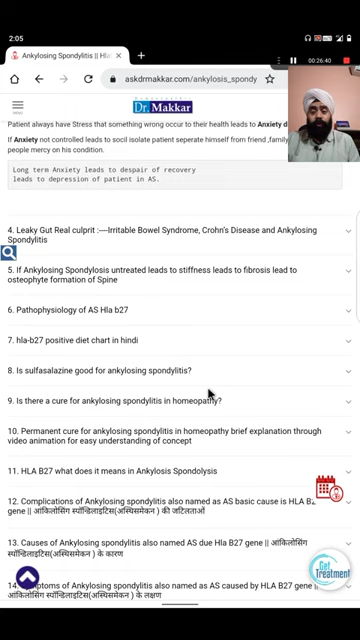 2:05
00:26:40
Ankylosing Spondylitis || Hl
askdrmakkar.com/ankylosis_spondy
MENU
Dr. Makkar
Patient always have Stress that something wrong occur to their health leads to Anxiety
If Anxiety not controlled leads to socil isolate patient seperate himself from friend ,family
people mercy on his condition.
Long term Anxiety leads to despair of recovery
leads to depression of patient in AS.
4. Leaky Gut Real culprit :----Irritable Bowel Syndrome, Crohn's Disease and Ankylosing
Spondylitis
5. If Ankylosing Spondylosis untreated leads to stiffness leads to fibrosis lead to
osteophyte formation of Spine
6. Pathophysiology of AS Hla b27
7. hla-b27 positive diet chart in hindi
8. Is sulfasalazine good for ankylosing spondylitis?
9. Is there a cure for ankylosing spondylitis in homeopathy?
10. Permanent cure for ankylosing spondylitis in homeopathy brief explanation through
video animation for easy understanding of concept
11. HLA B27 what does it means in Ankylosis Spondolysis
12. Complications of Ankylosing spondylitis also named as AS basic cause is HLA B2
gene || आंकिलोसिंग स्पॉन्डिलाइटिस(अस्थिसमेकन ) की जटिलताओं
13. Causes of Ankylosing spondylitis also named as AS due Hla B27 gene || आंकिलोसिंग
स्पॉन्डिलाइटिस(अस्थिसमेकन ) के कारण
14. Symptoms of Ankylosing spondylitis also named as AS caused by HLA B27 gene ||
आंकिलोसिंग स्पॉन्डिलाइटिस(अस्थिसमेकन ) के लक्षण
Get
Treatment